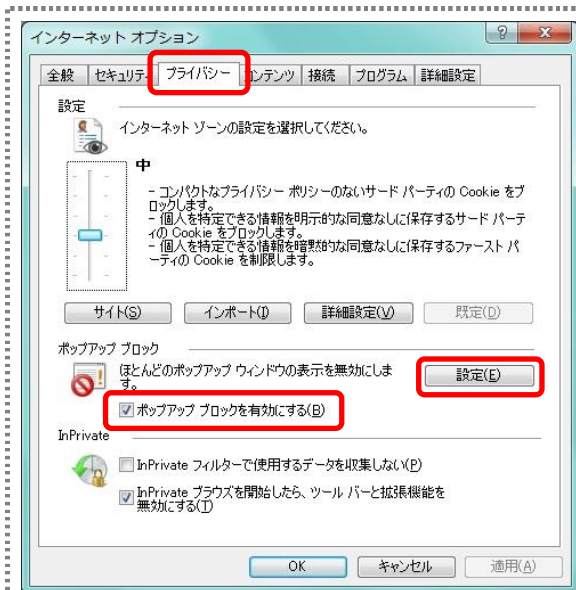 インターネット オプション
全般 セキュリティ プライバシー コンテンツ 接続 プログラム 詳細設定
設定
インターネット ゾーンの設定を選択してください。
中
- コンパクトなプライバシー ポリシーのないサード パーティの Cookie をブ
ロックします。
- 個人を特定できる情報を明示的な同意なしに保存するサード パーテ
ィの Cookie をブロックします。
- 個人を特定できる情報を暗黙的な同意なしに保存するファースト パ
ーティの Cookie を制限します。
サイト(S) インポート(I) 詳細設定(V) 既定(D)
ポップアップ ブロック
ほとんどのポップアップ ウィンドウの表示を無効にしま
す。
設定(E)
ポップアップ ブロックを有効にする(B)
InPrivate
InPrivate フィルターで使用するデータを収集しない(P)
InPrivate ブラウズを開始したら、ツール バーと拡張機能を
無効にする(T)
OK キャンセル 適用(A)